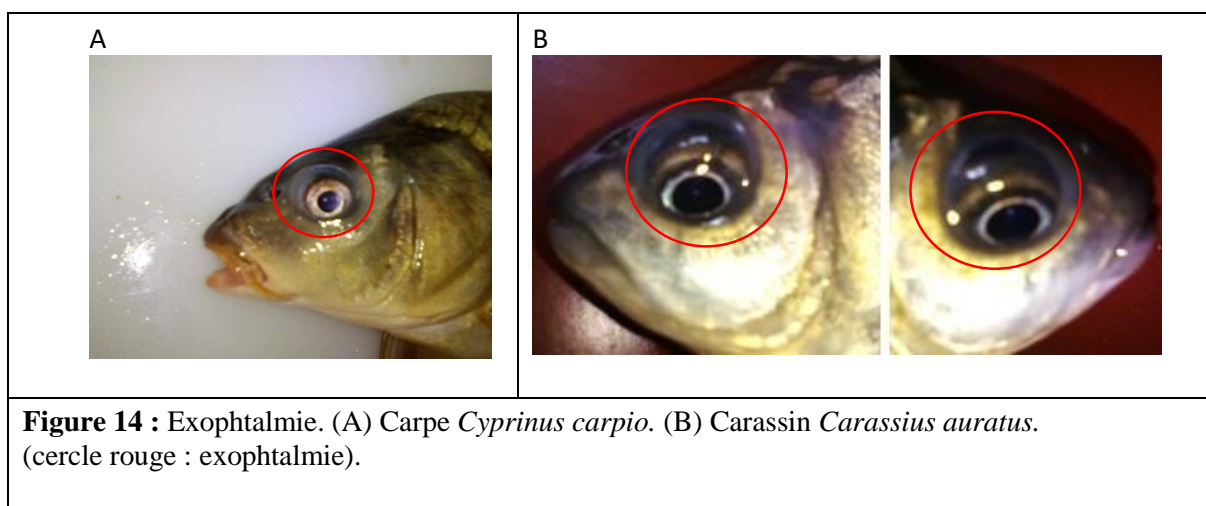 A
B
Figure 14 : Exophtalmie. (A) Carpe Cyprinus carpio. (B) Carassin Carassius auratus.
(cercle rouge : exophtalmie).